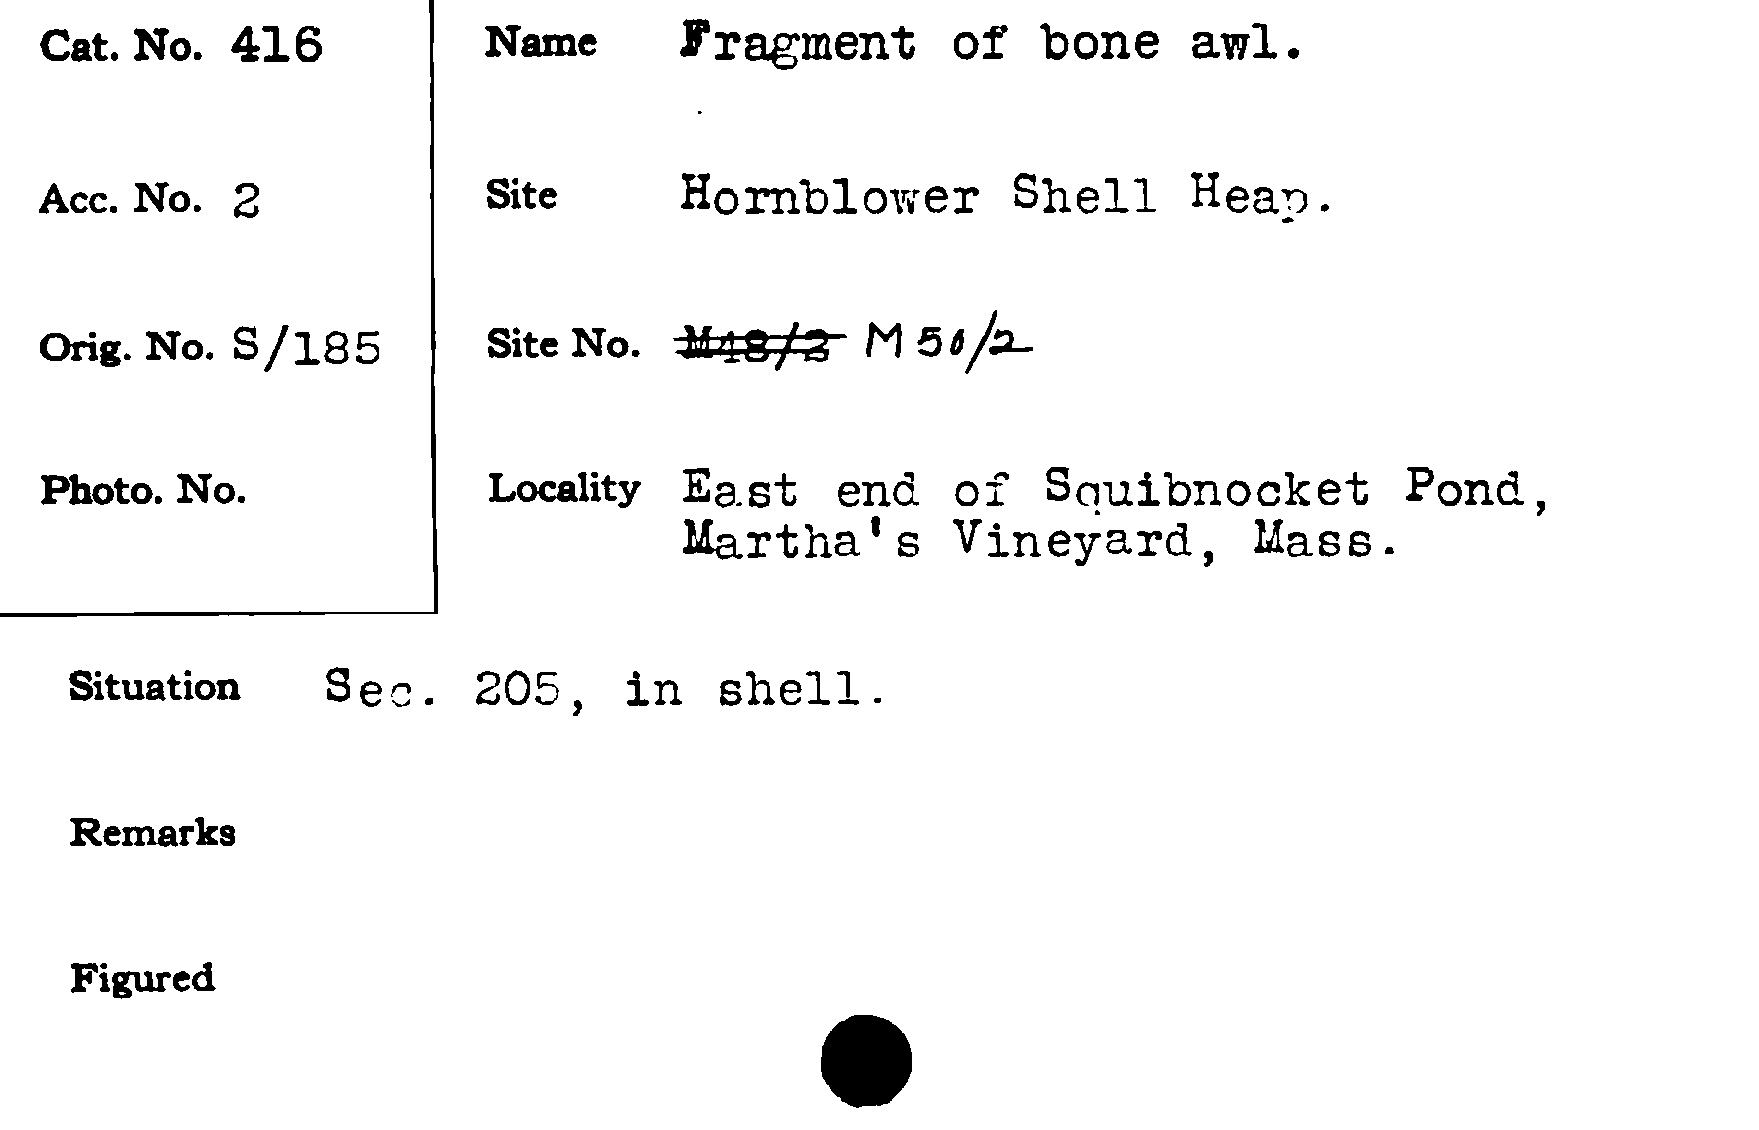 Cat. No. 416
Name Fragment of bone awl.
Acc. No. 2
Site Hornblower Shell Heap.
Orig. No. S/185
Site No. M48/2 M50/2
Photo. No.
Locality East end of Squibnocket Pond,
Martha's Vineyard, Mass.
Situation Sec. 205, in shell.
Remarks
Figured